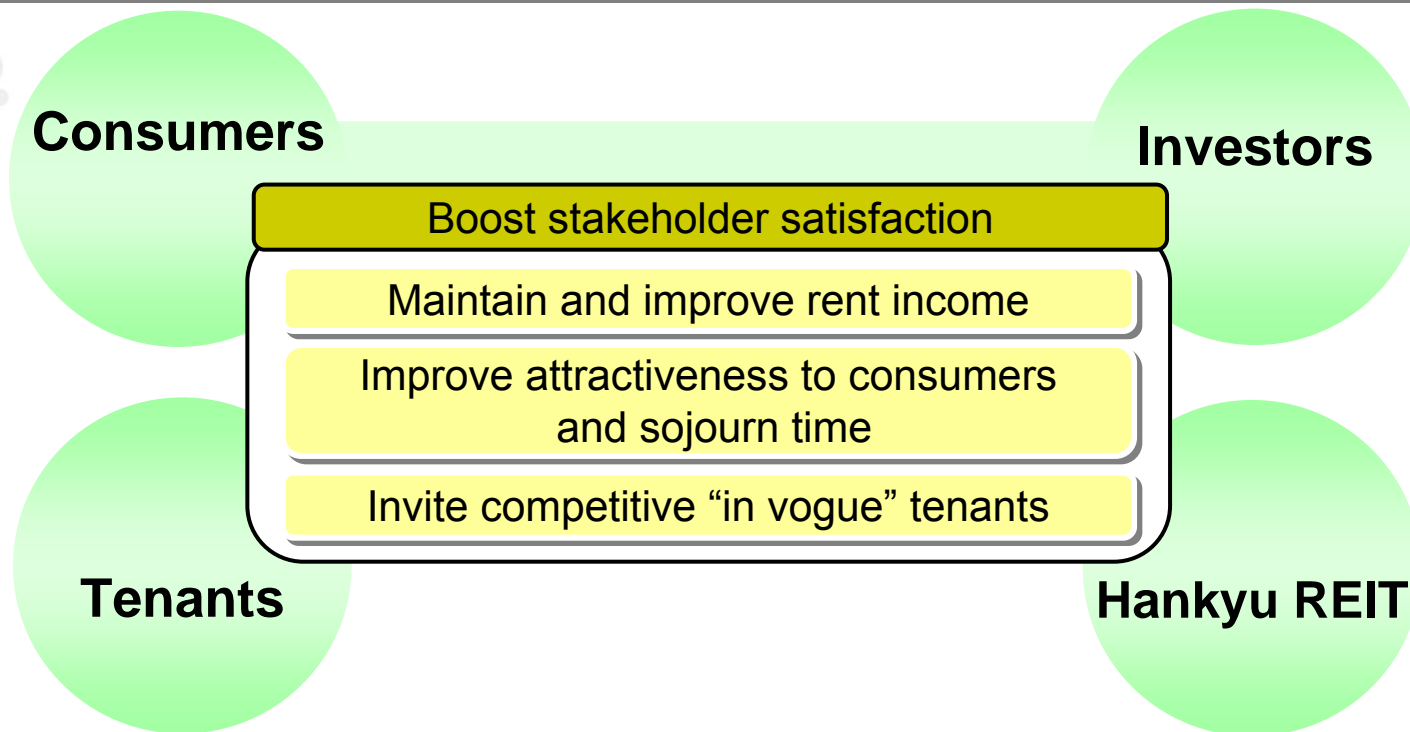 Consumers
Investors
Boost stakeholder satisfaction
Maintain and improve rent income
Improve attractiveness to consumers
and sojourn time
Invite competitive “in vogue” tenants
Tenants
Hankyu REIT